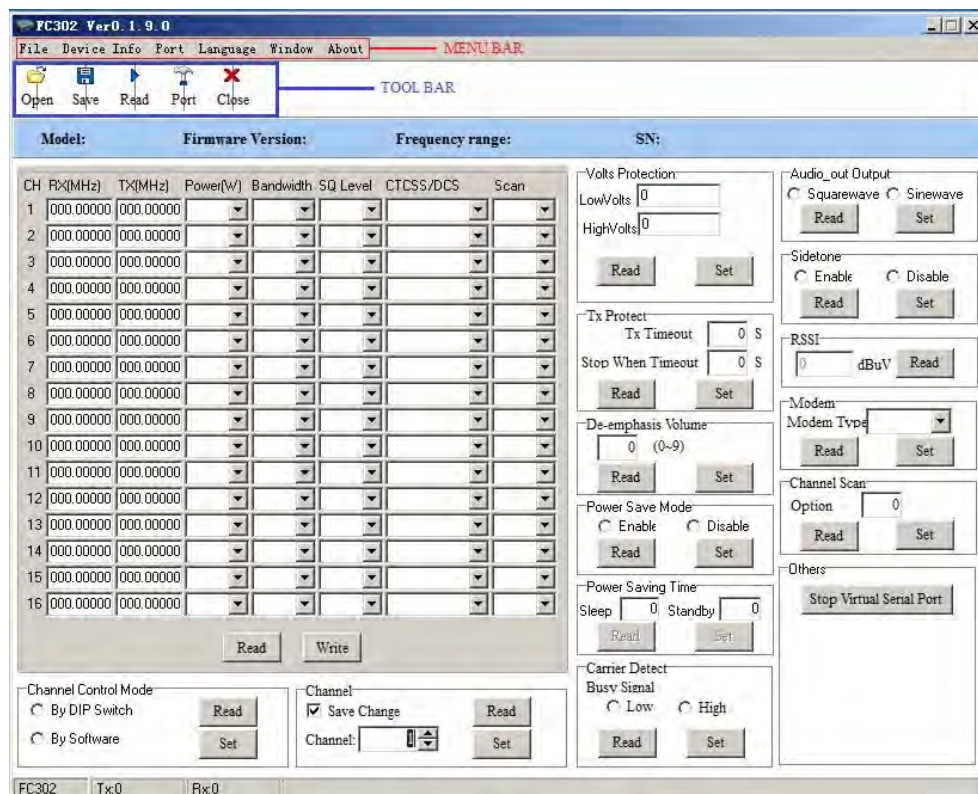 FC302 Ver0.1.9.0
File Device Info Port Language Window About
MENU BAR
Open Save Read Port Close
TOOL BAR
Model: Firmware Version: Frequency range: SN:
CH RX(MHz) TX(MHz) Power(W) Bandwidth SQ Level CTCSS/DCS Scan
1 000.00000 000.00000
2 000.00000 000.00000
3 000.00000 000.00000
4 000.00000 000.00000
5 000.00000 000.00000
6 000.00000 000.00000
7 000.00000 000.00000
8 000.00000 000.00000
9 000.00000 000.00000
10 000.00000 000.00000
11 000.00000 000.00000
12 000.00000 000.00000
13 000.00000 000.00000
14 000.00000 000.00000
15 000.00000 000.00000
16 000.00000 000.00000
Read Write
Channel Control Mode
By DIP Switch Read
By Software Set
Channel
Save Change Read
Channel: 1 Set
Volts Protection
LowVolts 0
HighVolts 0
Read Set
Tx Protect
Tx Timeout 0 S
Stop When Timeout 0 S
Read Set
De-emphasis Volume
0 (0~9)
Read Set
Power Save Mode
Enable Disable
Read Set
Power Saving Time
Sleep 0 Standby 0
Read Set
Carrier Detect
Busy Signal
Low High
Read Set
Audio_out Output
Squarewave Sinewave
Read Set
Sidetone
Enable Disable
Read Set
RSSI
0 dBuV Read
Modem
Modem Type
Read Set
Channel Scan
Option 0
Read Set
Others
Stop Virtual Serial Port
FC302 Tx:0 Rx:0